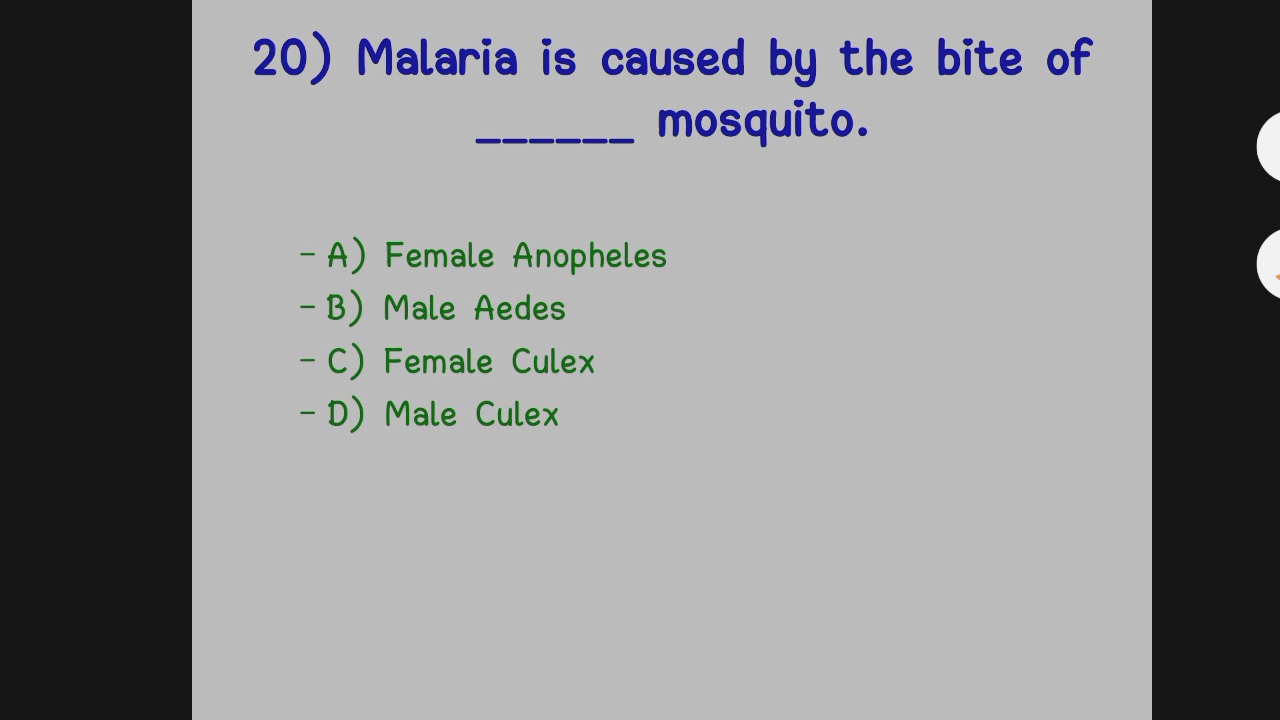 20) Malaria is caused by the bite of
______ mosquito.
- A) Female Anopheles
- B) Male Aedes
- C) Female Culex
- D) Male Culex